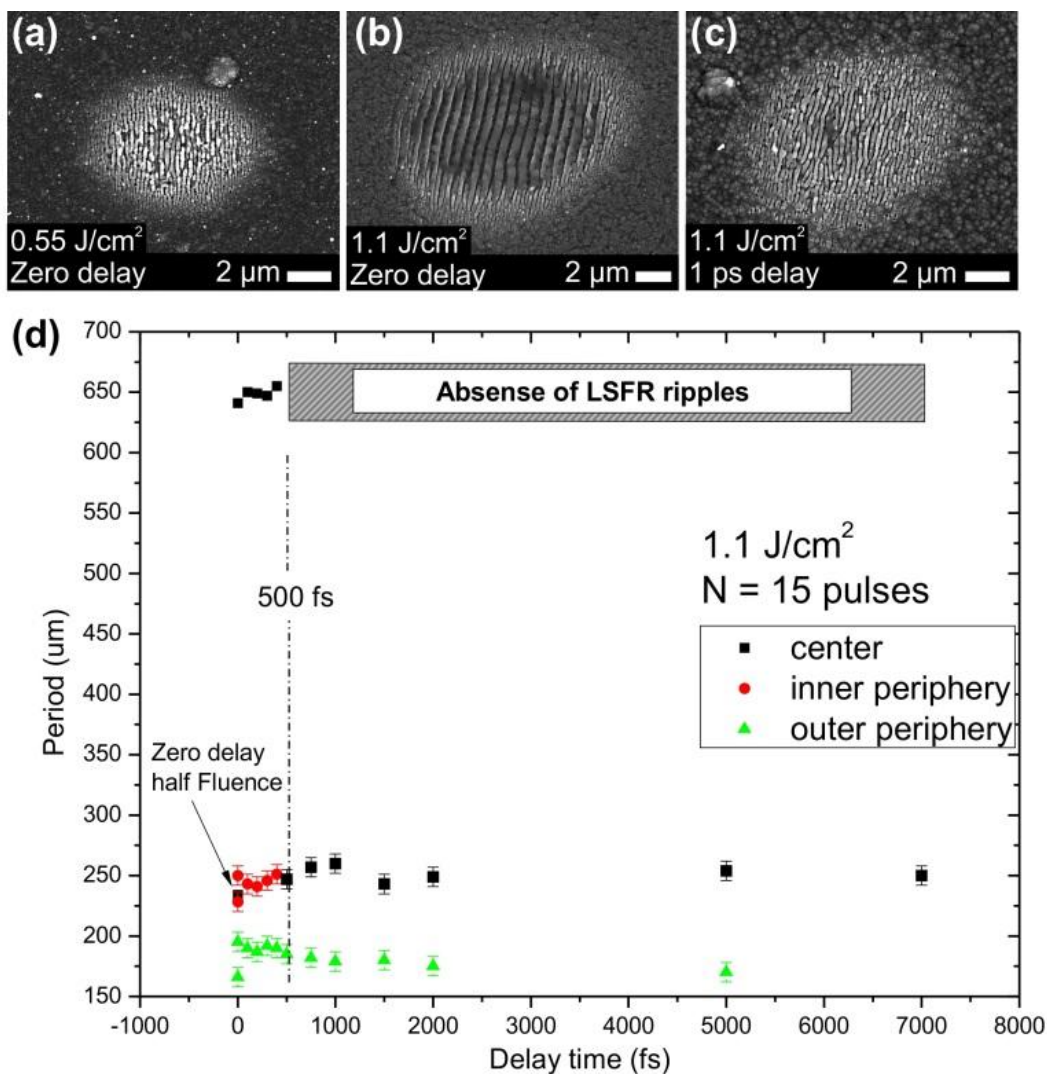 (a)
0.55 J/cm²
Zero delay
2 µm
(b)
1.1 J/cm²
Zero delay
2 µm
(c)
1.1 J/cm²
1 ps delay
2 µm
(d)
700
650
600
550
500
450
400
350
300
250
200
150
Period (um)
Absense of LSFR ripples
500 fs
1.1 J/cm²
N = 15 pulses
center
inner periphery
outer periphery
Zero delay
half Fluence
-1000
0
1000
2000
3000
4000
5000
6000
7000
8000
Delay time (fs)